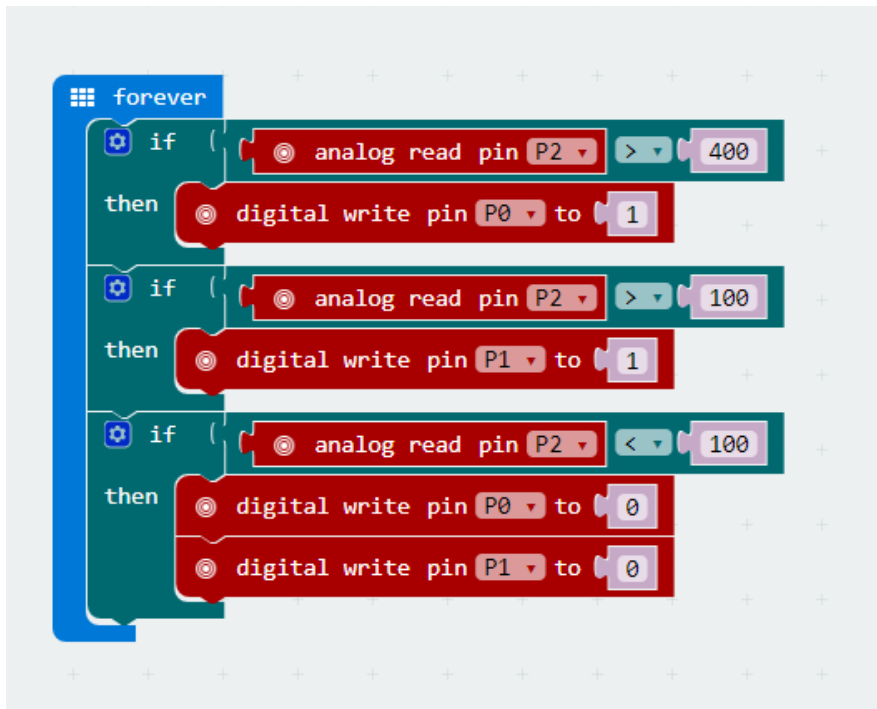 forever
if analog read pin P2 > 400
then digital write pin P0 to 1
if analog read pin P2 > 100
then digital write pin P1 to 1
if analog read pin P2 < 100
then digital write pin P0 to 0
digital write pin P1 to 0